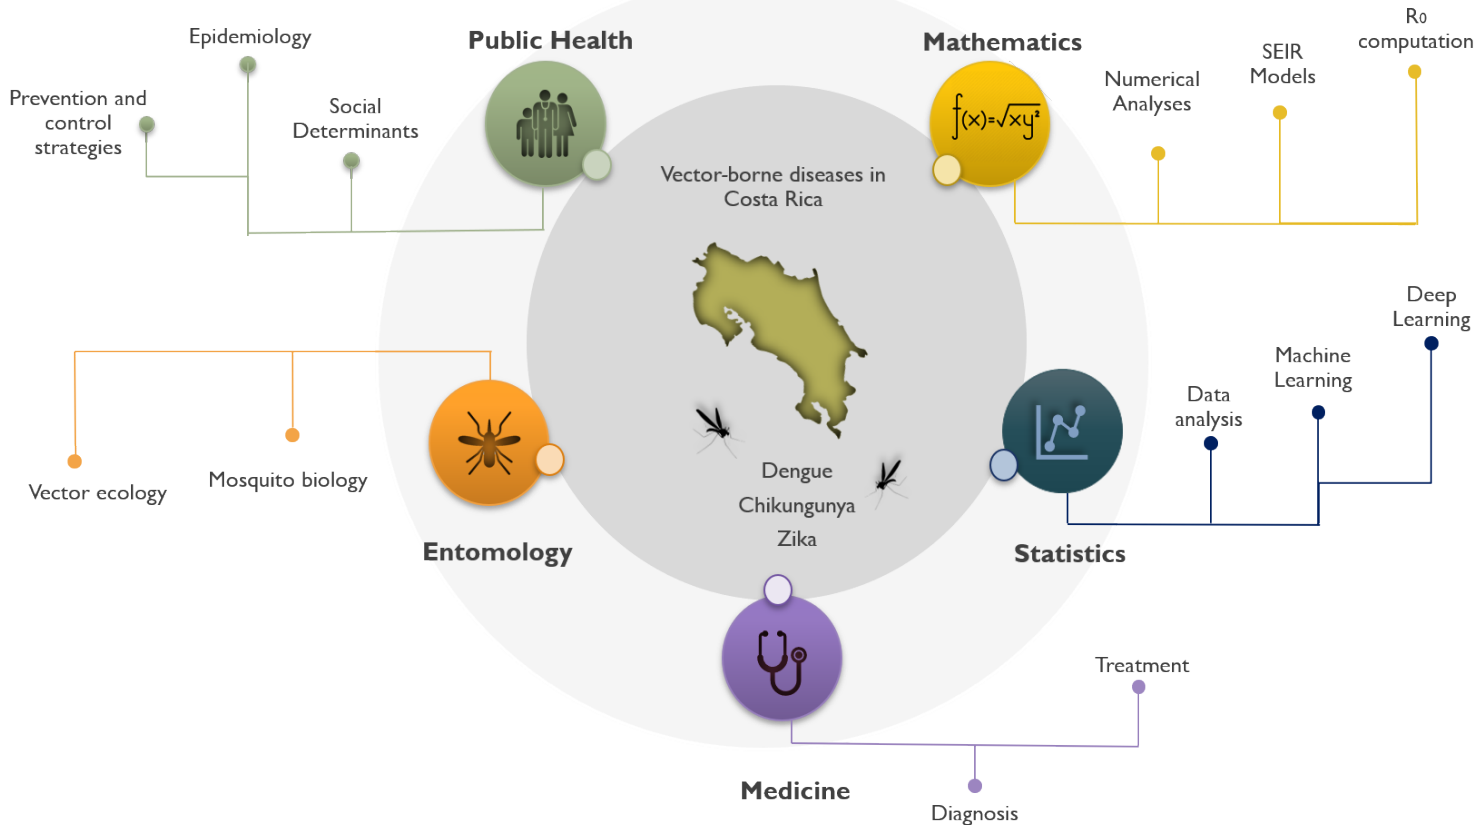 Public Health
Epidemiology
Prevention and
control
strategies
Social
Determinants
Mathematics
f(x)=√xy²
Numerical
Analyses
SEIR
Models
R₀
computation
Vector-borne diseases in
Costa Rica
Dengue
Chikungunya
Zika
Entomology
Vector ecology
Mosquito biology
Statistics
Data
analysis
Machine
Learning
Deep
Learning
Medicine
Diagnosis
Treatment